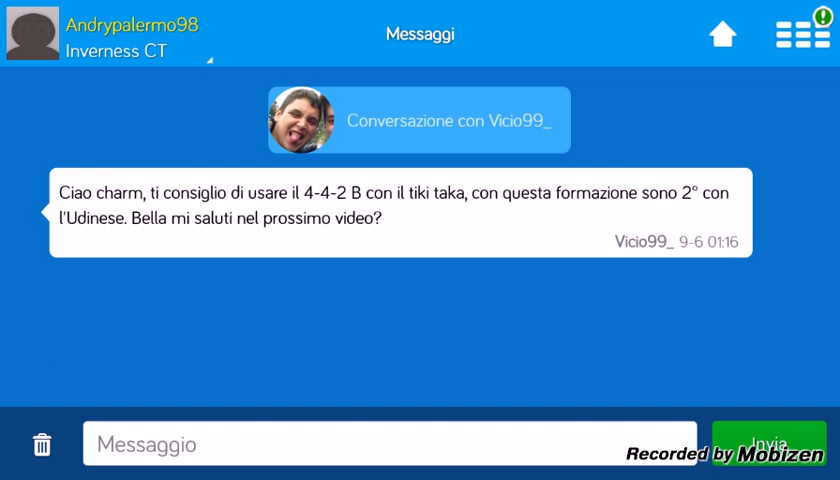 Andrypalermo98
Inverness CT
Messaggi
Conversazione con Vicio99_
Ciao charm, ti consiglio di usare il 4-4-2 B con il tiki taka, con questa formazione sono 2° con
l'Udinese. Bella mi saluti nel prossimo video?
Vicio99_ 9-6 01:16
Messaggio
Invia
Recorded by Mobizen